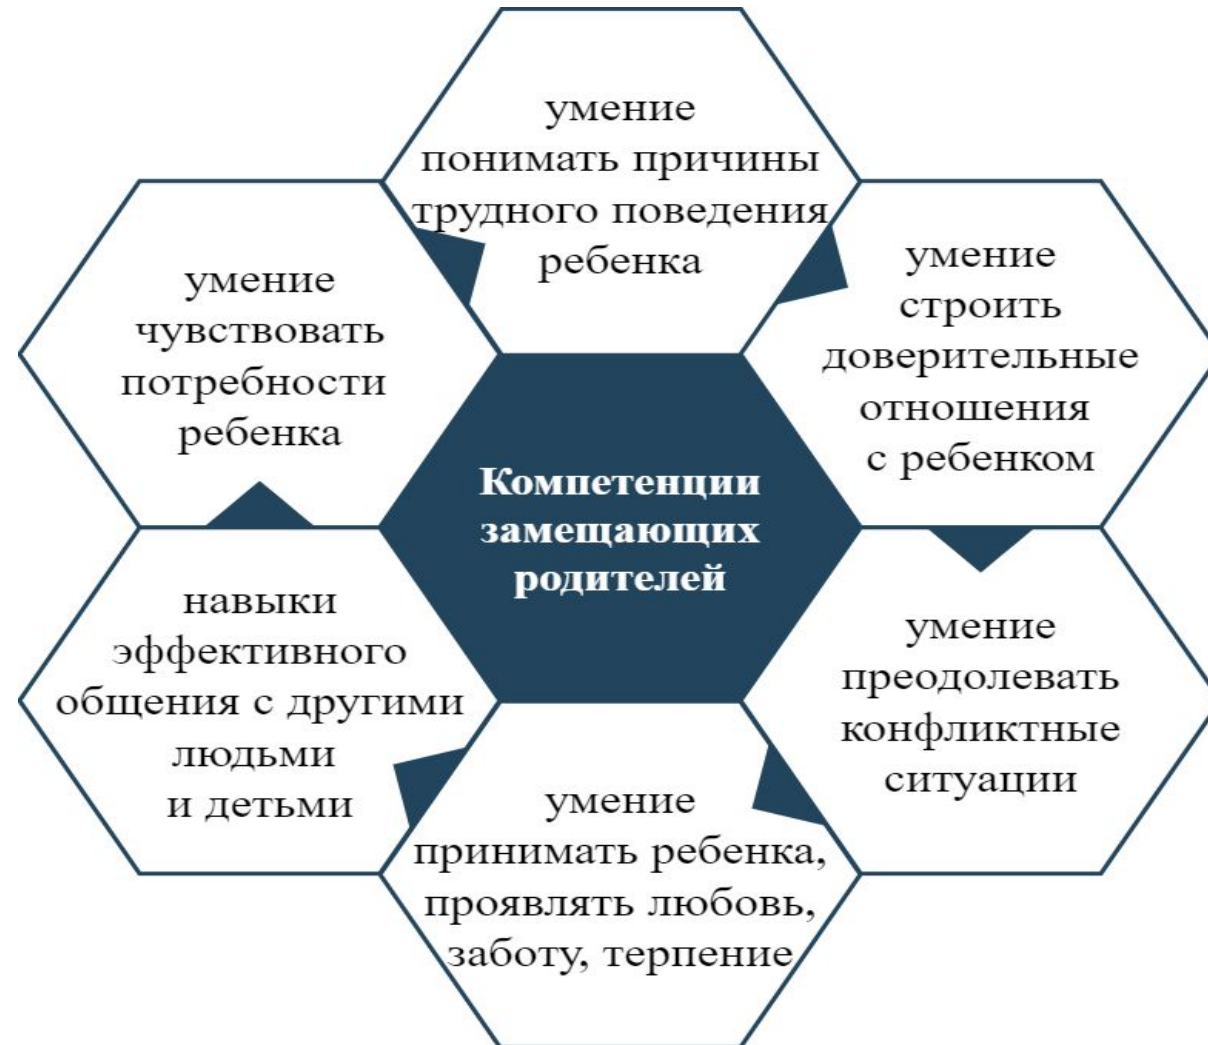 умение
понимать причины
трудного поведения
ребенка
умение
строить
доверительные
отношения
с ребенком
умение
преодолевать
конфликтные
ситуации
умение
принимать ребенка,
проявлять любовь,
заботу, терпение
навыки
эффективного
общения с другими
людьми
и детьми
умение
чувствовать
потребности
ребенка
Компетенции
замещающих
родителей